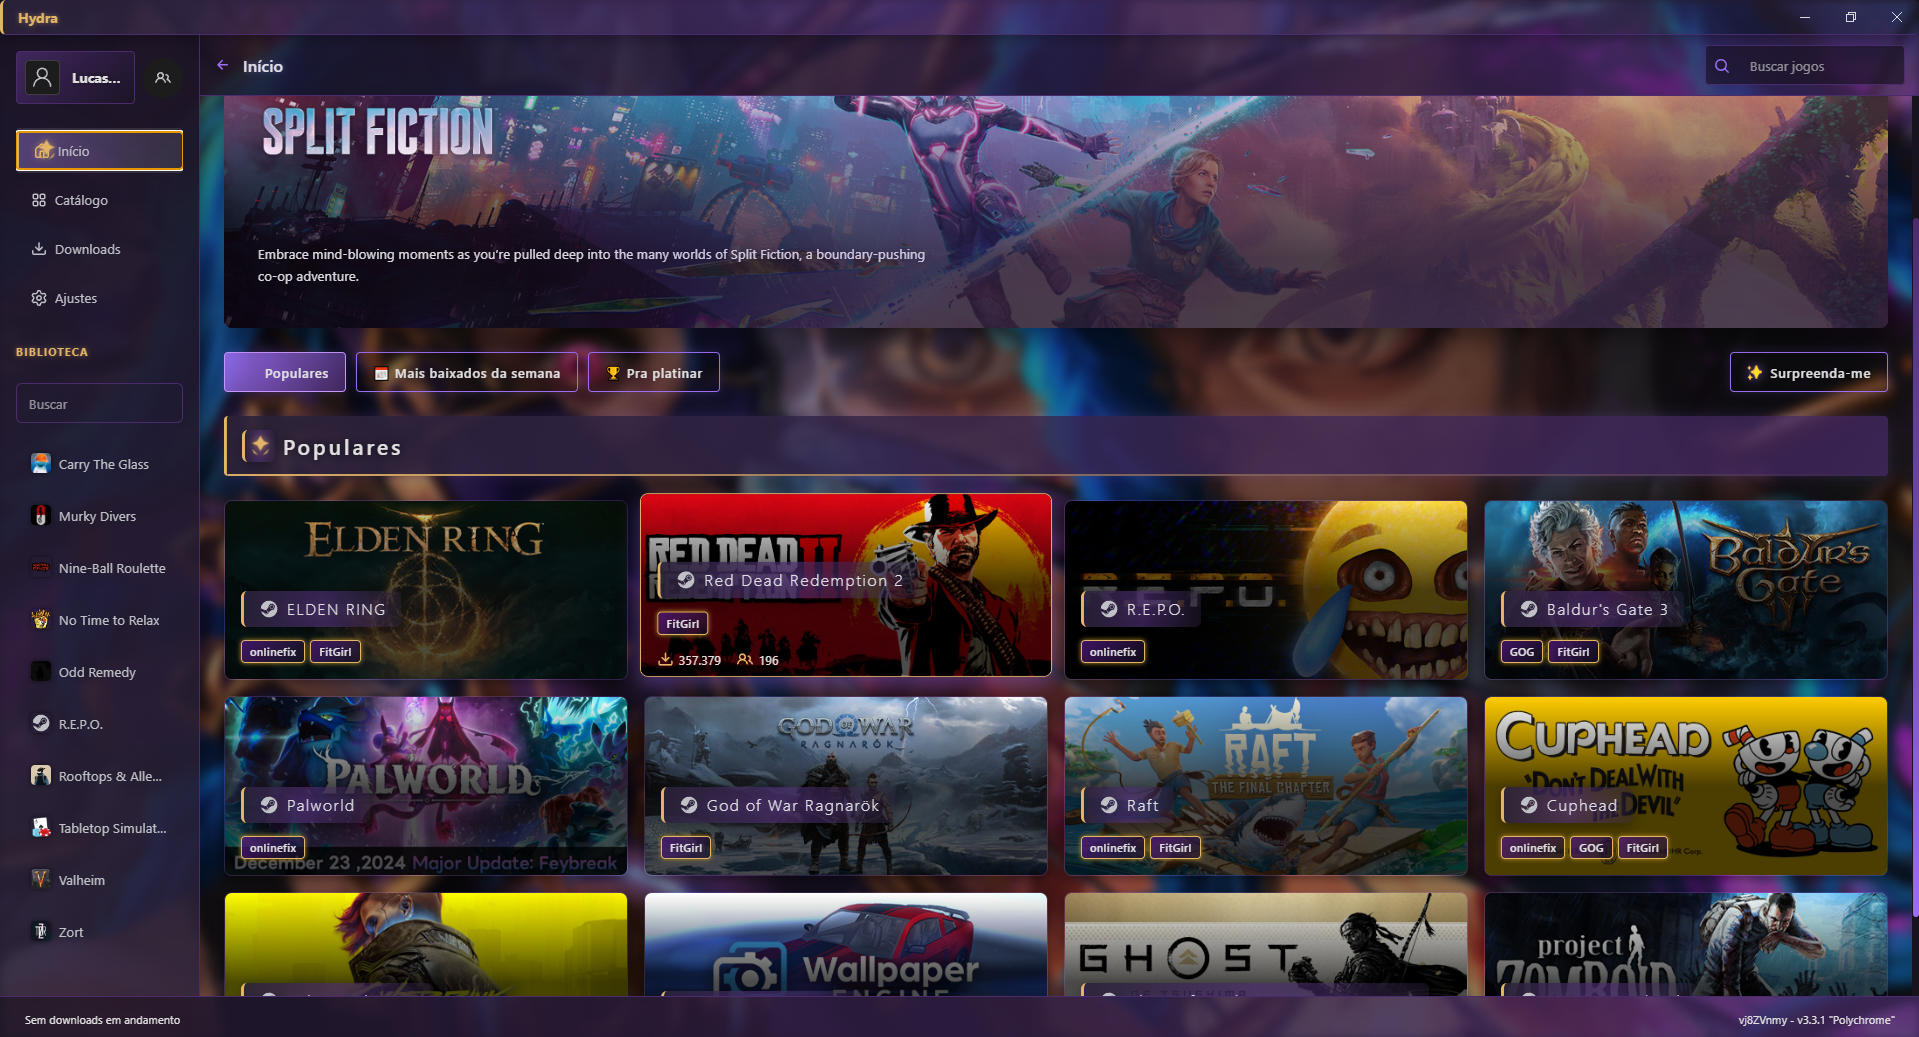 Hydra
Lucas...
Início
Buscar jogos
Início
Catálogo
Downloads
Ajustes
BIBLIOTECA
Buscar
Carry The Glass
Murky Divers
Nine-Ball Roulette
No Time to Relax
Odd Remedy
R.E.P.O.
Rooftops & Alle...
Tabletop Simulat...
Valheim
Zort
SPLIT FICTION
Embrace mind-blowing moments as you're pulled deep into the many worlds of Split Fiction, a boundary-pushing
co-op adventure.
Populares
Mais baixados da semana
Pra platinar
Surpreenda-me
Populares
ELDEN RING
ELDEN RING
onlinefix FitGirl
RED DEAD
REDEMPTION II
Red Dead Redemption 2
FitGirl
357.379 196
R.E.P.O.
R.E.P.O.
onlinefix
BALDUR'S
GATE
Baldur's Gate 3
GOG FitGirl
PALWORLD
Palworld
onlinefix
December 23 ,2024 Major Update: Feybreak
GOD OF WAR
RAGNARÖK
God of War Ragnarök
FitGirl
RAFT
THE FINAL CHAPTER
Raft
onlinefix FitGirl
CUPHEAD
"DON'T DEAL WITH
THE DEVIL"
Cuphead
onlinefix GOG FitGirl
Wallpaper
ENGINE
GHOST
OF TSUSHIMA
project
ZOMBOID
Sem downloads em andamento
vj8ZVnmy - v3.3.1 "Polychrome"